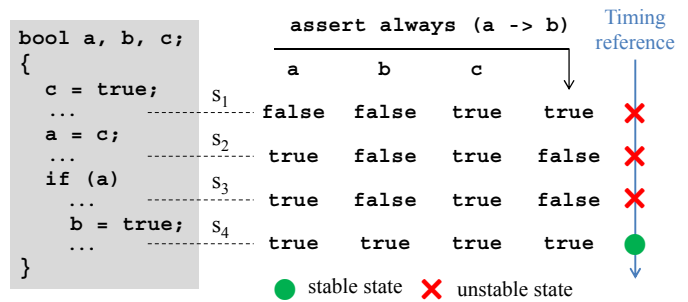 bool a, b, c;
{
c = true;
...
a = c;
...
if (a)
...
b = true;
...
}
assert always (a -> b)
Timing
reference
a b c
s1 false false true true
s2 true false true false
s3 true false true false
s4 true true true true
stable state unstable state